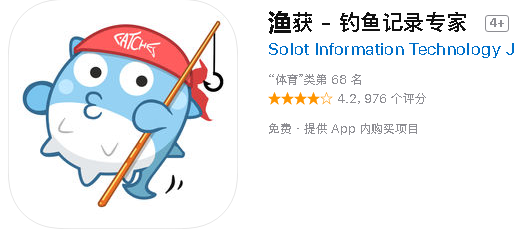 CATCHE
渔获 - 钓鱼记录专家 4+
Solot Information Technology J
“体育”类第 68 名
★★★★☆ 4.2, 976 个评分
免费 · 提供 App 内购买项目